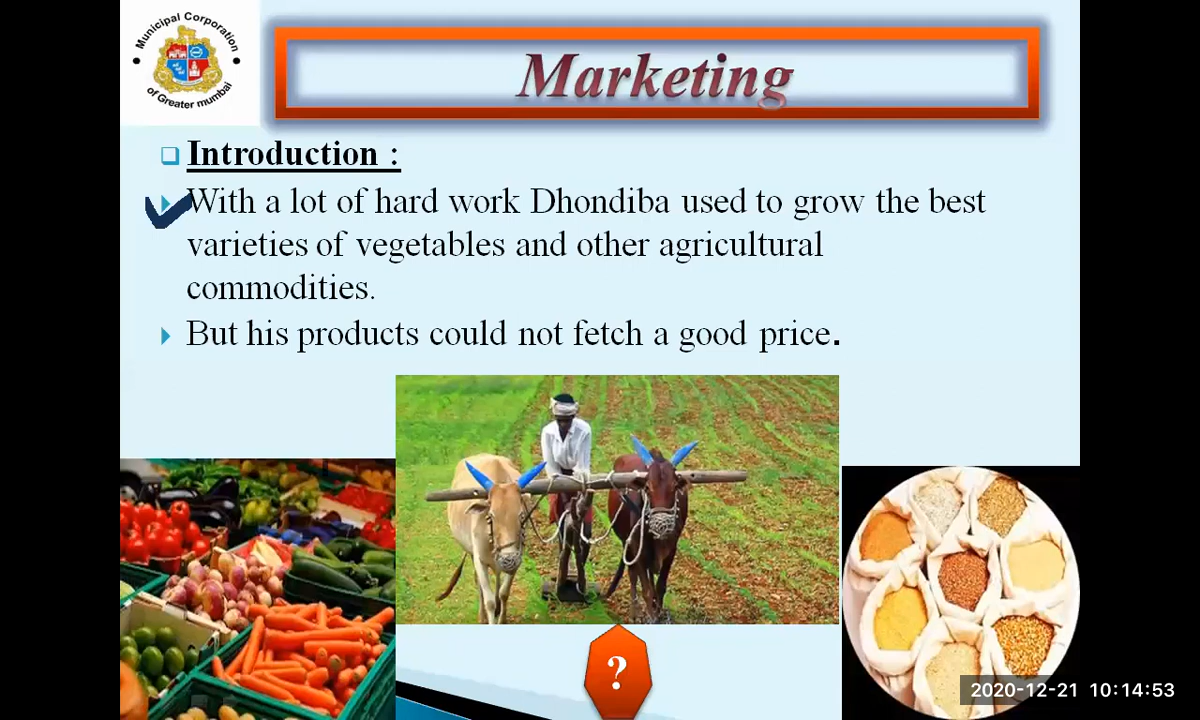 Municipal Corporation
of Greater mumbai
Marketing
Introduction :
With a lot of hard work Dhondiba used to grow the best
varieties of vegetables and other agricultural
commodities.
But his products could not fetch a good price.
?
2020-12-21 10:14:53